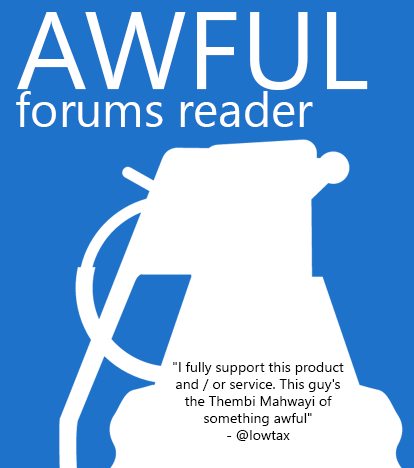 AWFUL
forums reader
"I fully support this product
and / or service. This guy's
the Thembi Mahwayi of
something awful"
- @lowtax